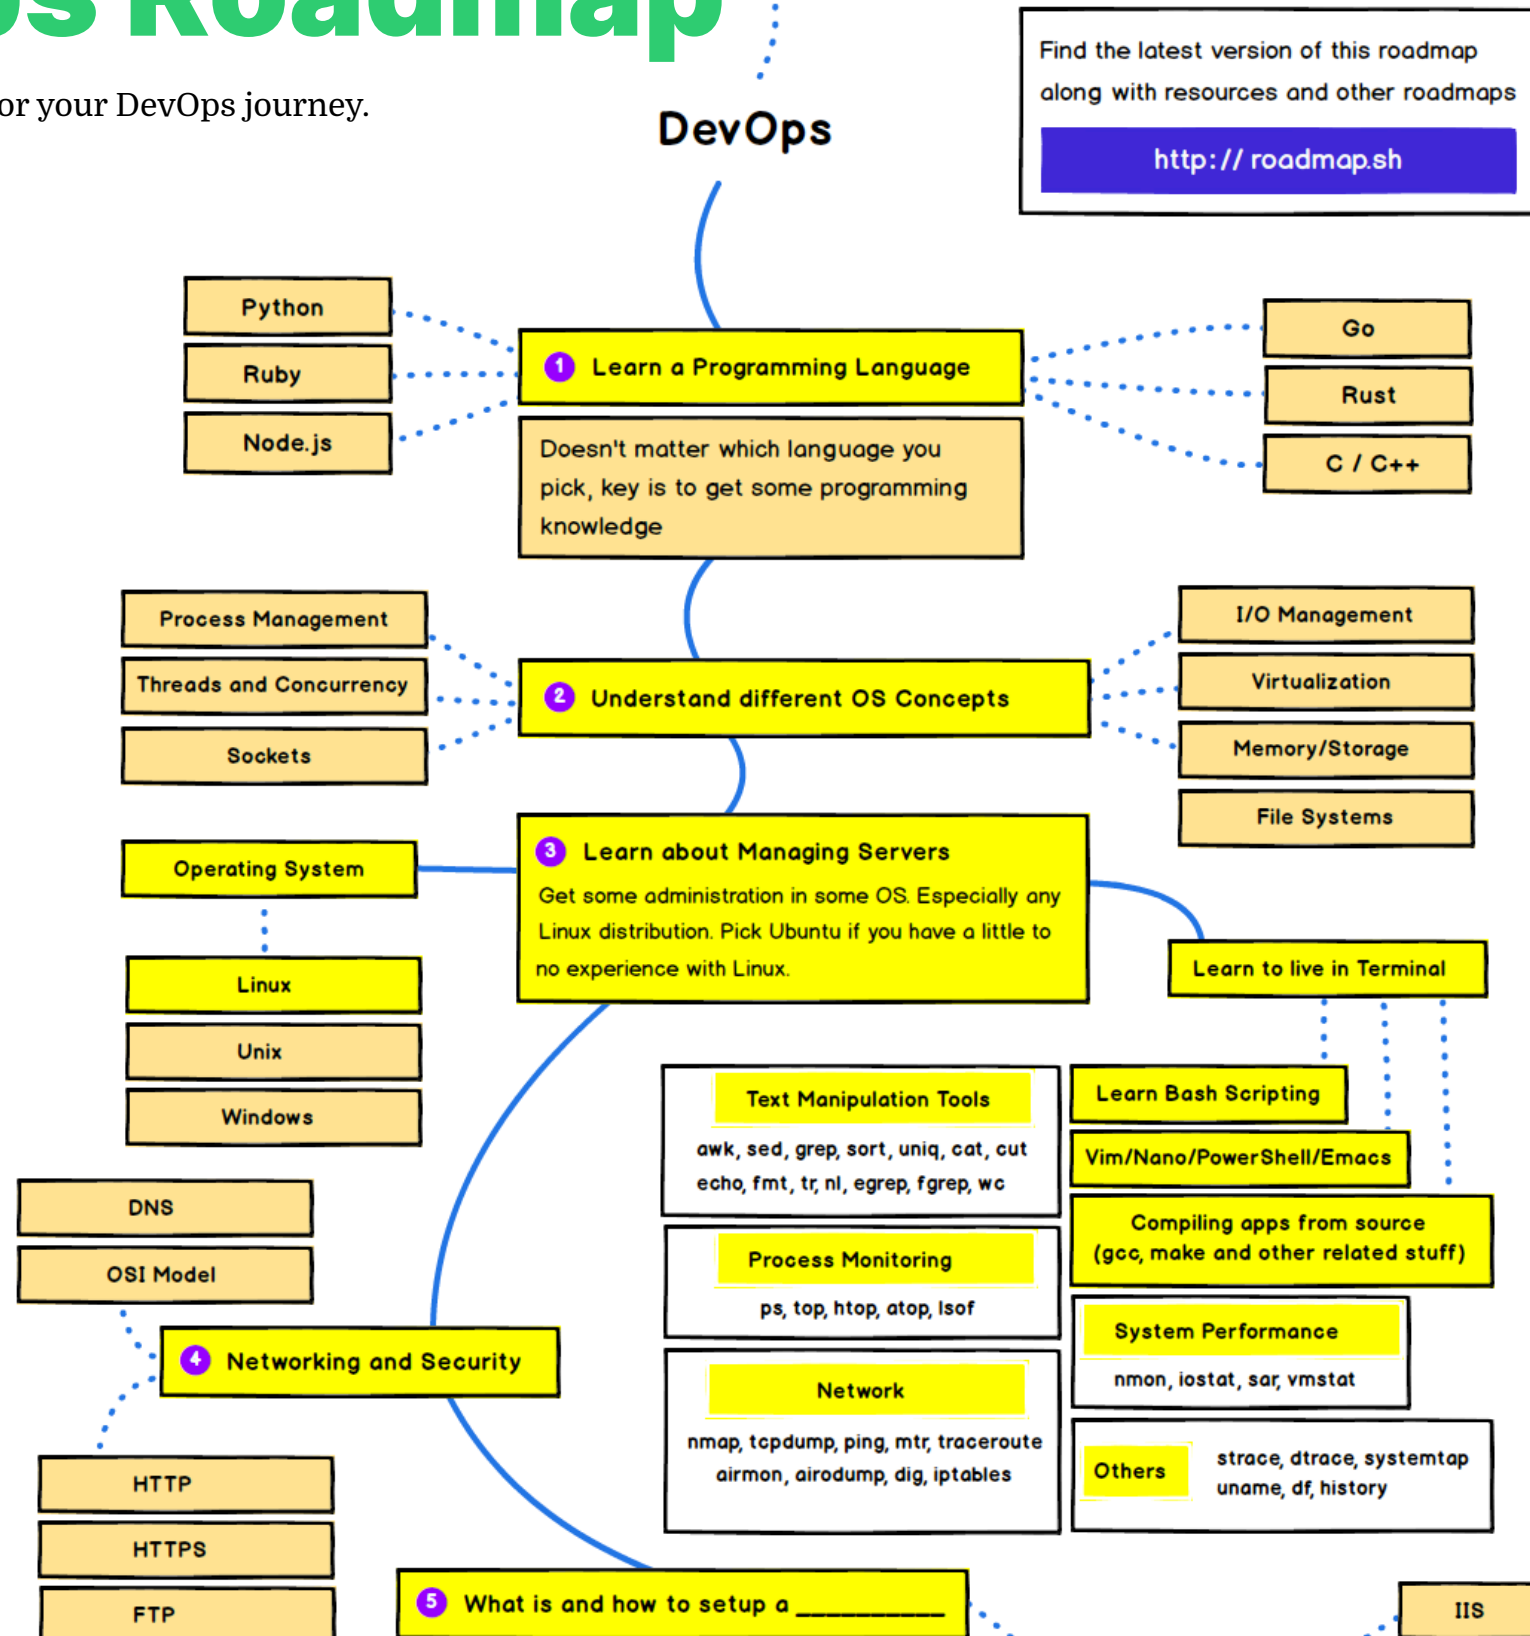 ps Roadmap
or your DevOps journey.
DevOps
Find the latest version of this roadmap
along with resources and other roadmaps
http:// roadmap.sh
Python
Ruby
Node.js
1 Learn a Programming Language
Doesn't matter which language you
pick, key is to get some programming
knowledge
Go
Rust
C / C++
Process Management
Threads and Concurrency
Sockets
2 Understand different OS Concepts
I/O Management
Virtualization
Memory/Storage
File Systems
Operating System
Linux
Unix
Windows
3 Learn about Managing Servers
Get some administration in some OS. Especially any
Linux distribution. Pick Ubuntu if you have a little to
no experience with Linux.
Learn to live in Terminal
Learn Bash Scripting
Vim/Nano/PowerShell/Emacs
Compiling apps from source
(gcc, make and other related stuff)
Text Manipulation Tools
awk, sed, grep, sort, uniq, cat, cut
echo, fmt, tr, nl, egrep, fgrep, wc
Process Monitoring
ps, top, htop, atop, lsof
System Performance
nmon, iostat, sar, vmstat
Network
nmap, tcpdump, ping, mtr, traceroute
airmon, airodump, dig, iptables
Others
strace, dtrace, systemtap
uname, df, history
DNS
OSI Model
4 Networking and Security
HTTP
HTTPS
FTP
5 What is and how to setup a __________
IIS